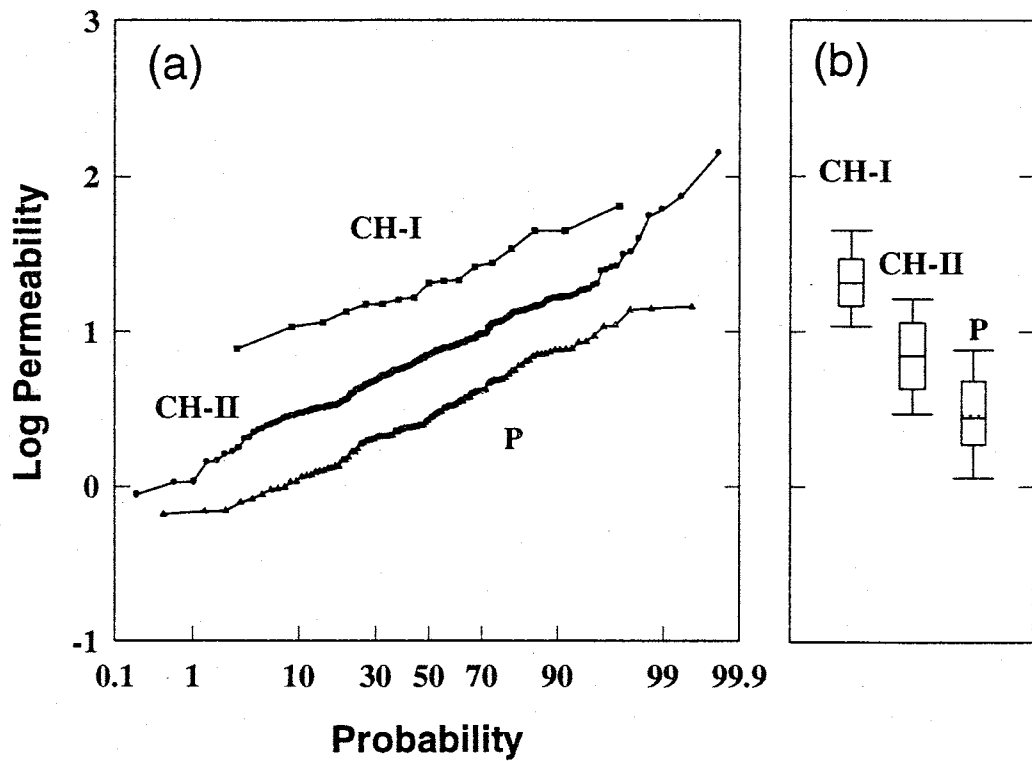 (a)
(b)
Log Permeability
3
2
1
0
-1
CH-I
CH-II
P
CH-I
CH-II
P
0.1 1 10 30 50 70 90 99 99.9
Probability